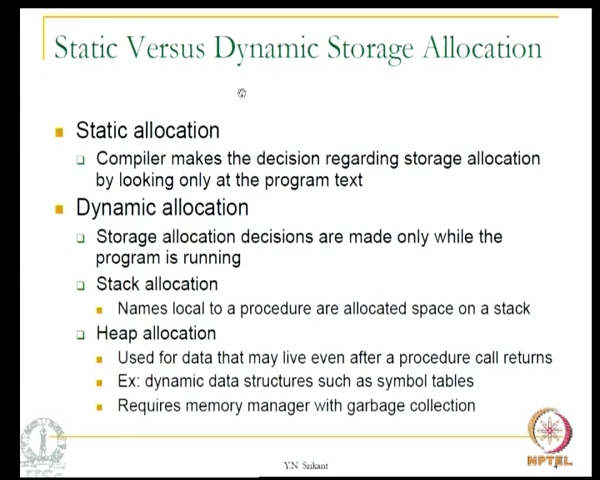 Static Versus Dynamic Storage Allocation
Static allocation
Compiler makes the decision regarding storage allocation
by looking only at the program text
Dynamic allocation
Storage allocation decisions are made only while the
program is running
Stack allocation
Names local to a procedure are allocated space on a stack
Heap allocation
Used for data that may live even after a procedure call returns
Ex: dynamic data structures such as symbol tables
Requires memory manager with garbage collection
Y.N. Srikant
NPTEL